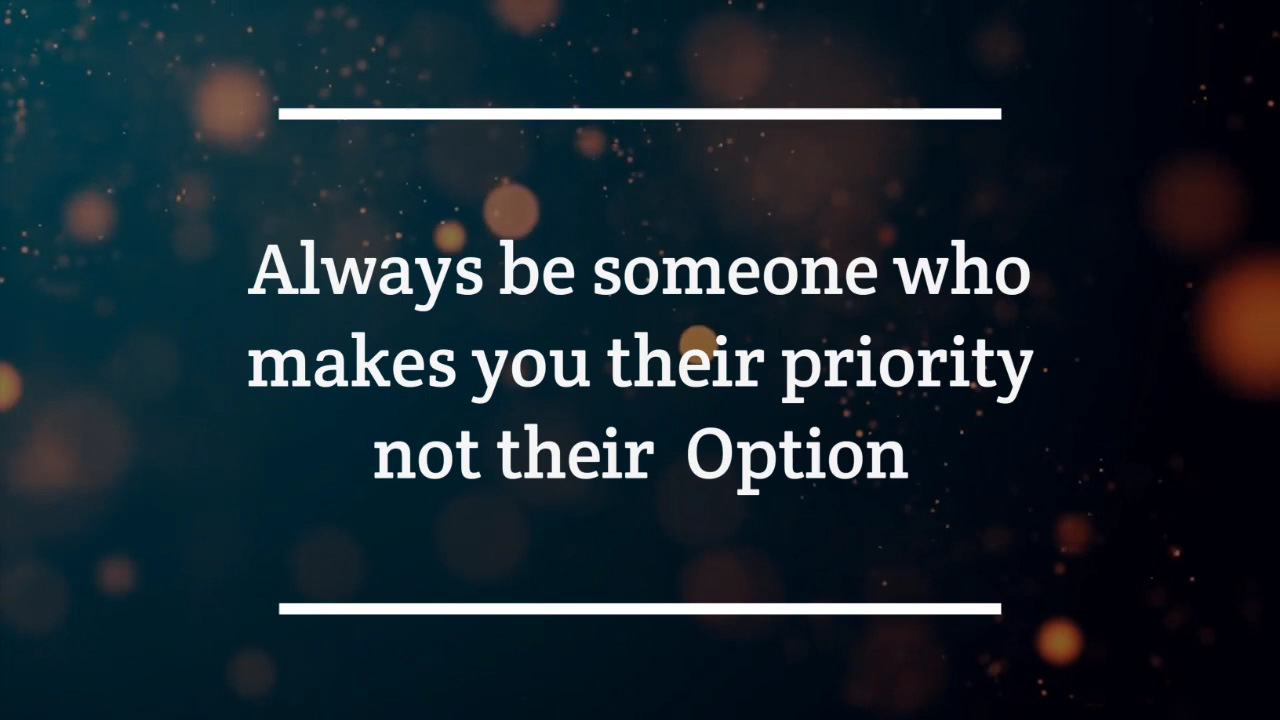 Always be someone who
makes you their priority
not their  Option